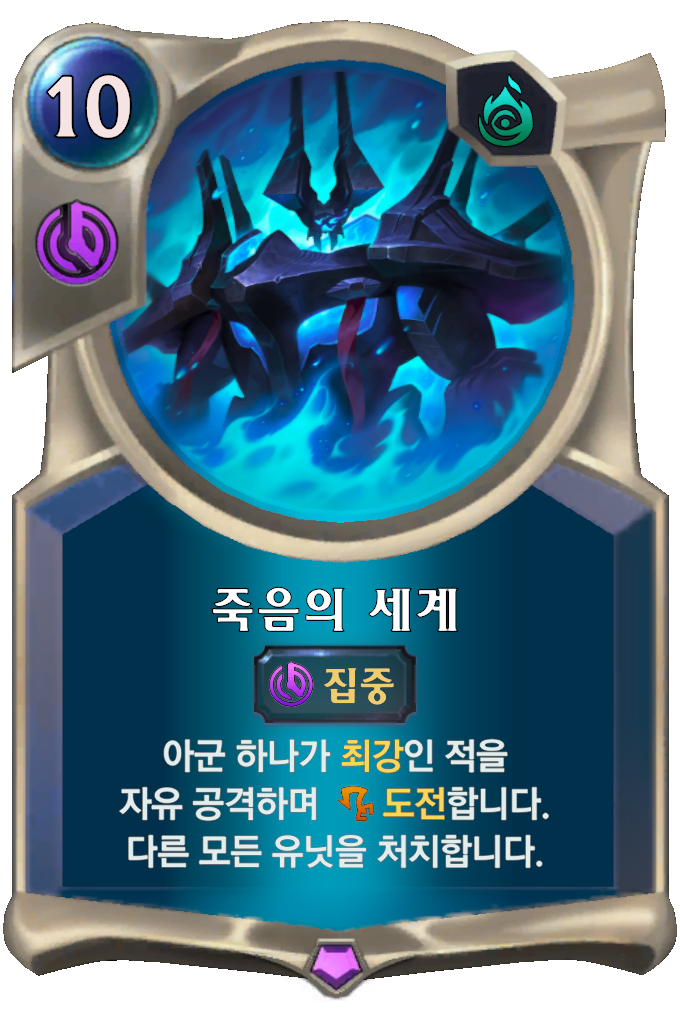 10
죽음의 세계
집중
아군 하나가 최강인 적을
자유 공격하며 도전합니다.
다른 모든 유닛을 처치합니다.